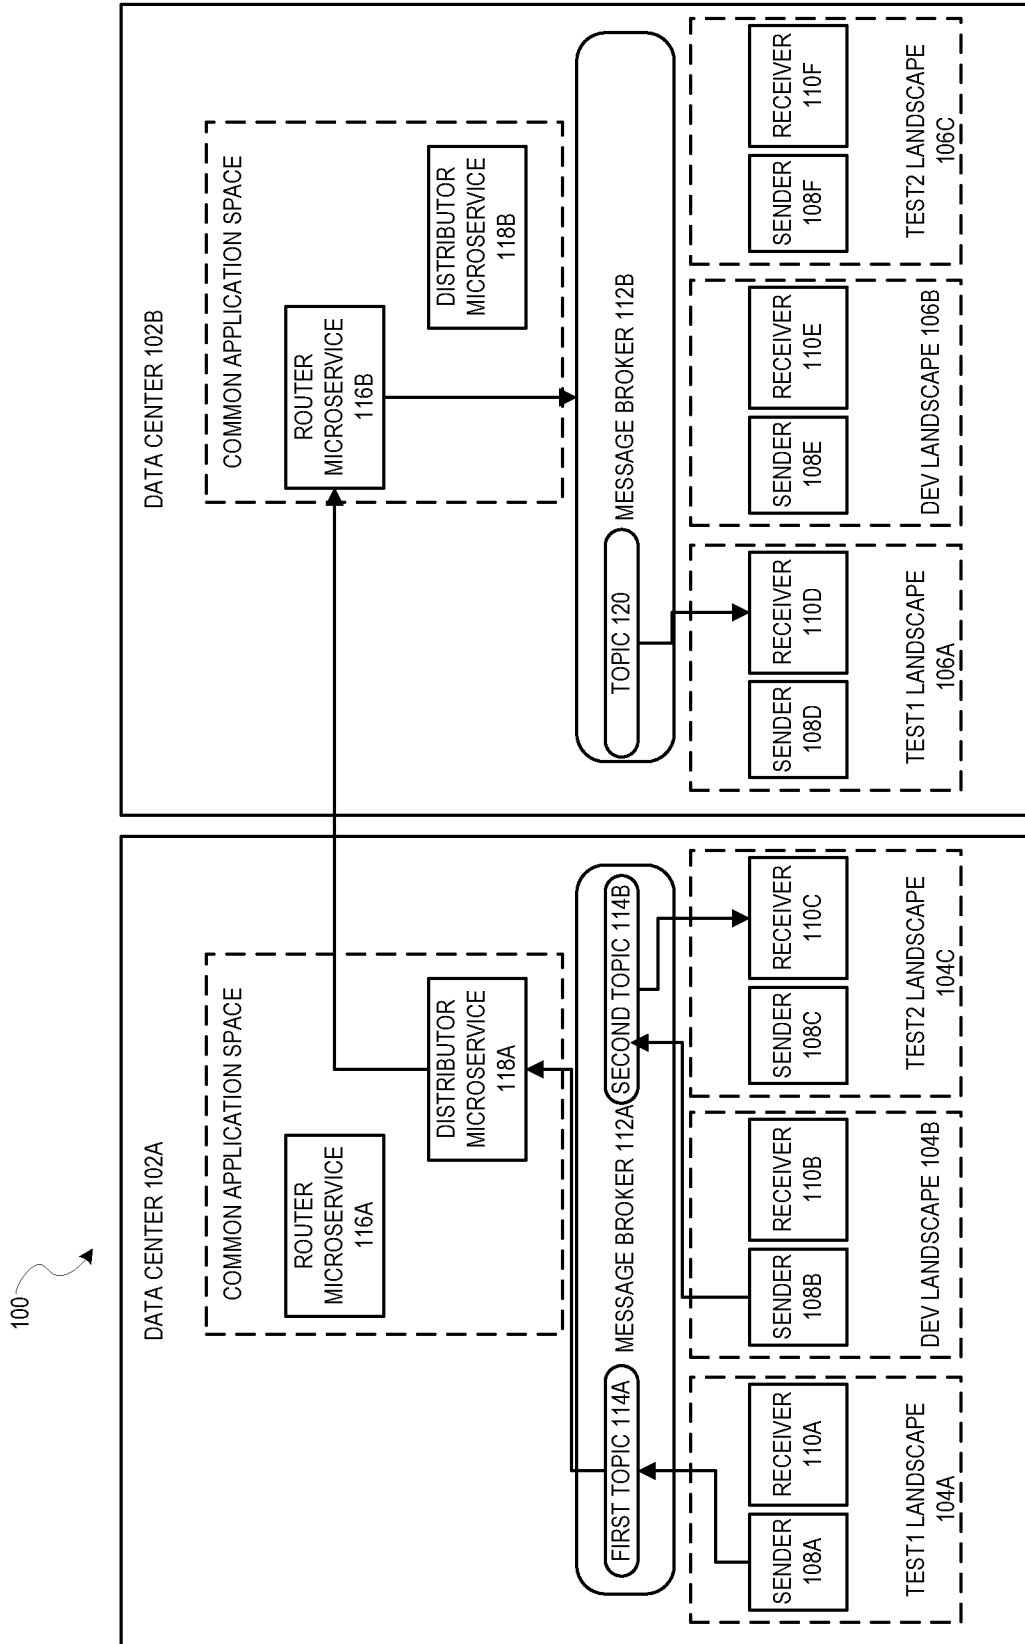 100
DATA CENTER 102A
COMMON APPLICATION SPACE
ROUTER
MICROSERVICE
116A
DISTRIBUTOR
MICROSERVICE
118A
FIRST TOPIC 114A
MESSAGE BROKER 112A
SECOND TOPIC 114B
SENDER
108A
RECEIVER
110A
TEST1 LANDSCAPE
104A
SENDER
108B
RECEIVER
110B
DEV LANDSCAPE 104B
SENDER
108C
RECEIVER
110C
TEST2 LANDSCAPE
104C
DATA CENTER 102B
COMMON APPLICATION SPACE
ROUTER
MICROSERVICE
116B
DISTRIBUTOR
MICROSERVICE
118B
TOPIC 120
MESSAGE BROKER 112B
SENDER
108D
RECEIVER
110D
TEST1 LANDSCAPE
106A
SENDER
108E
RECEIVER
110E
DEV LANDSCAPE 106B
SENDER
108F
RECEIVER
110F
TEST2 LANDSCAPE
106C